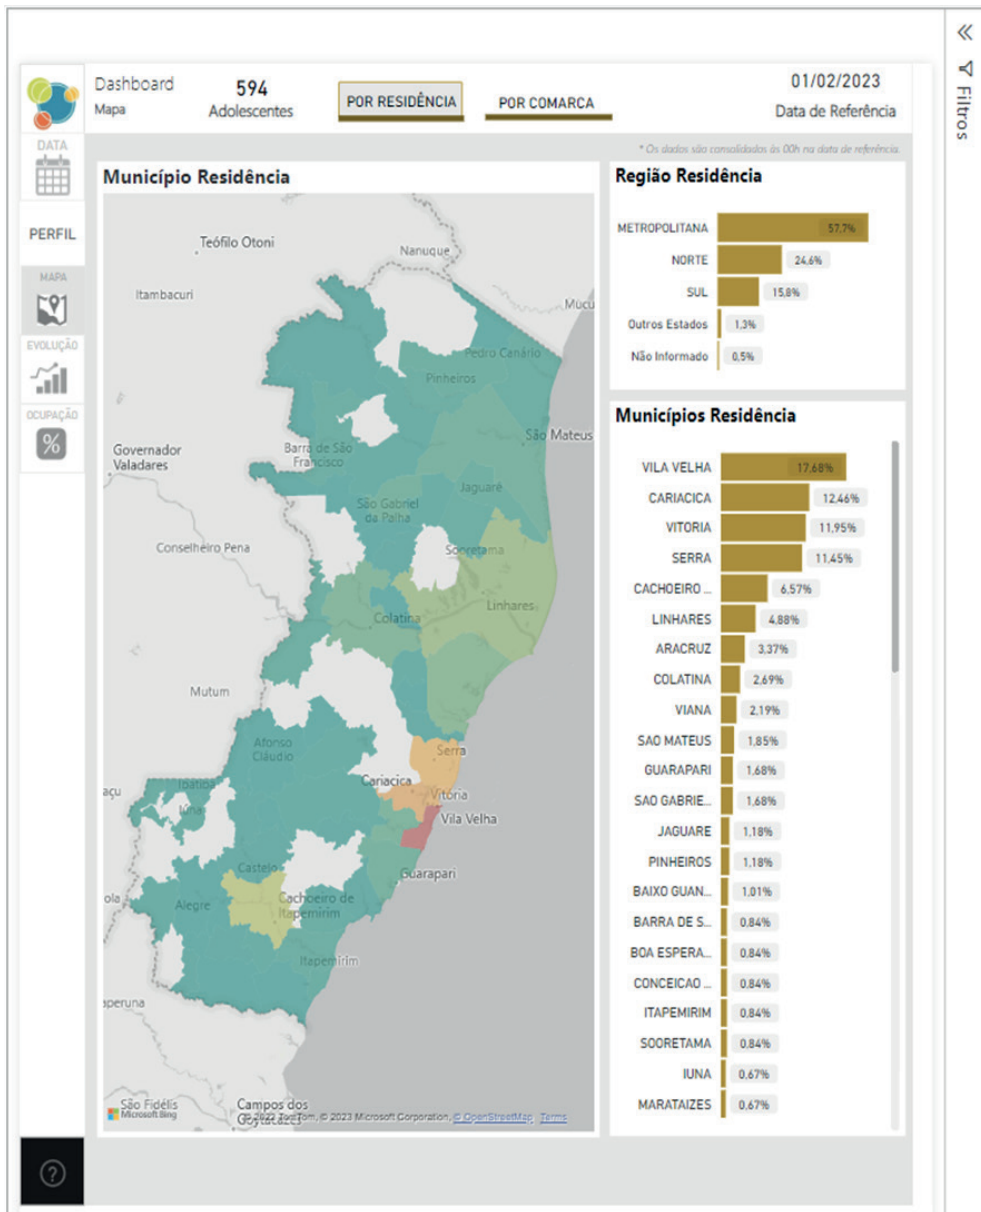 Dashboard
Mapa
594
Adolescentes
POR RESIDÊNCIA
POR COMARCA
01/02/2023
Data de Referência
Filtros
* Os dados são consolidados às 00h na data de referência.
DATA
PERFIL
MAPA
EVOLUÇÃO
OCUPAÇÃO
%
?
Município Residência
Teófilo Otoni
Nanuque
Itambacuri
Mucu
Pedro Canário
Pinheiros
São Mateus
Barra de São
Francisco
Governador
Valadares
Jaguaré
São Gabriel
da Palha
Conselheiro Pena
Sooretama
Linhares
Colatina
Mutum
Afonso
Cláudio
Serra
Cariacica
Vitória
Ibatiba
açu
Iúna
Vila Velha
Castelo
Guarapari
ola
Alegre
Cachoeiro de
Itapemirim
Itapemirim
aperuna
São Fidélis
Campos dos
Goytacazes
Microsoft Bing
© 2022 TomTom, © 2023 Microsoft Corporation, © OpenStreetMap Terms
Região Residência
METROPOLITANA 57,7%
NORTE 24,6%
SUL 15,8%
Outros Estados 1,3%
Não Informado 0,5%
Municípios Residência
VILA VELHA 17,68%
CARIACICA 12,46%
VITORIA 11,95%
SERRA 11,45%
CACHOEIRO ... 6,57%
LINHARES 4,88%
ARACRUZ 3,37%
COLATINA 2,69%
VIANA 2,19%
SAO MATEUS 1,85%
GUARAPARI 1,68%
SAO GABRIE... 1,68%
JAGUARE 1,18%
PINHEIROS 1,18%
BAIXO GUAN... 1,01%
BARRA DE S... 0,84%
BOA ESPERA... 0,84%
CONCEICAO ... 0,84%
ITAPEMIRIM 0,84%
SOORETAMA 0,84%
IUNA 0,67%
MARATAIZES 0,67%